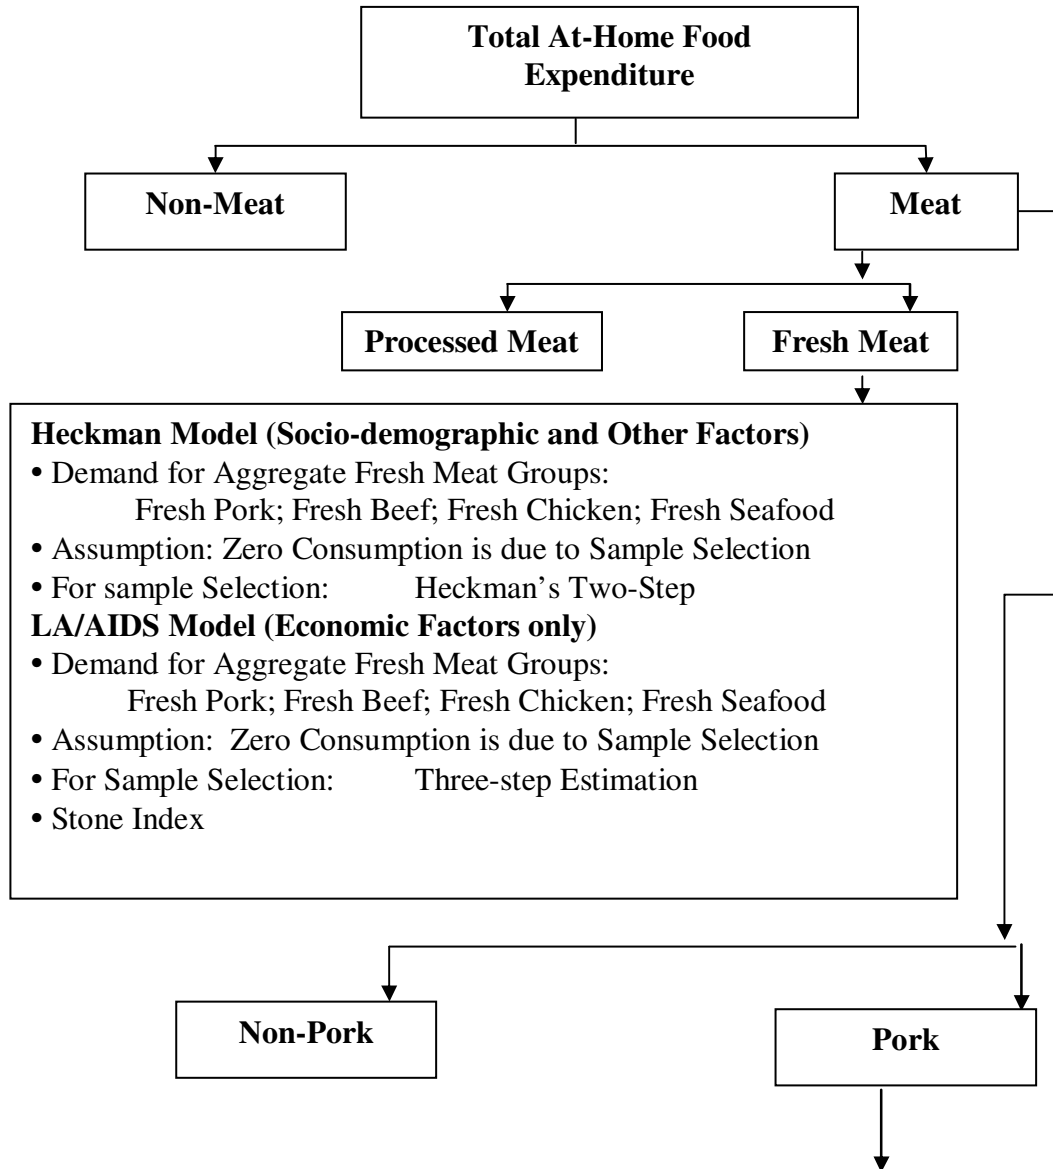 Total At-Home Food
Expenditure
Non-Meat
Meat
Processed Meat
Fresh Meat
Heckman Model (Socio-demographic and Other Factors)
• Demand for Aggregate Fresh Meat Groups:
Fresh Pork; Fresh Beef; Fresh Chicken; Fresh Seafood
• Assumption: Zero Consumption is due to Sample Selection
• For sample Selection: Heckman's Two-Step
LA/AIDS Model (Economic Factors only)
• Demand for Aggregate Fresh Meat Groups:
Fresh Pork; Fresh Beef; Fresh Chicken; Fresh Seafood
• Assumption: Zero Consumption is due to Sample Selection
• For Sample Selection: Three-step Estimation
• Stone Index
Non-Pork
Pork